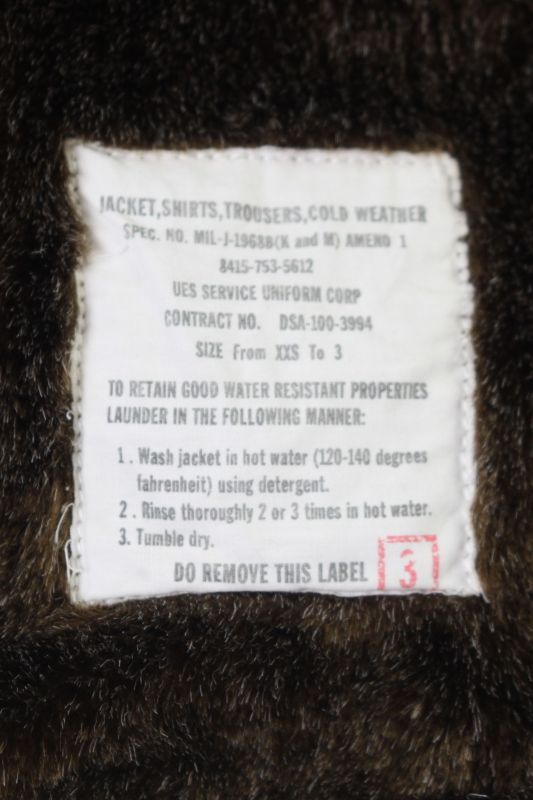 JACKET,SHIRTS,TROUSERS,COLD WEATHER
SPEC. NO. MIL-J-19688(K and M) AMEND 1
8415-753-5612
UES SERVICE UNIFORM CORP
CONTRACT NO. DSA-100-3994
SIZE From XXS To 3
TO RETAIN GOOD WATER RESISTANT PROPERTIES
LAUNDER IN THE FOLLOWING MANNER:
1. Wash jacket in hot water (120-140 degrees
fahrenheit) using detergent.
2. Rinse thoroughly 2 or 3 times in hot water.
3. Tumble dry.
DO REMOVE THIS LABEL
3